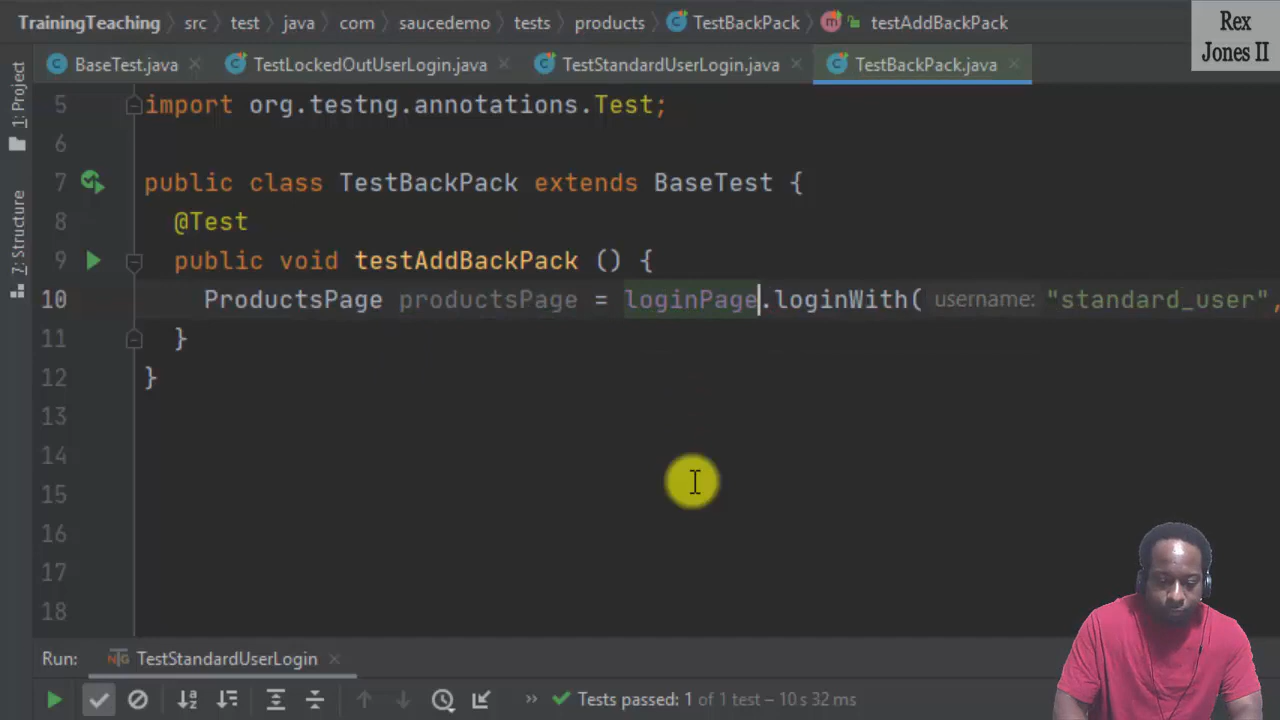 TrainingTeaching src test java com saucedemo tests products TestBackPack testAddBackPack
Rex
Jones II
BaseTest.java TestLockedOutUserLogin.java TestStandardUserLogin.java TestBackPack.java
1: Project
7: Structure
5 import org.testng.annotations.Test;
6
7 public class TestBackPack extends BaseTest {
8 @Test
9 public void testAddBackPack () {
10 ProductsPage productsPage = loginPage.loginWith( username: "standard_user",
11 }
12 }
13
14
15
16
17
18
Run: TestStandardUserLogin
» Tests passed: 1 of 1 test – 10 s 32 ms